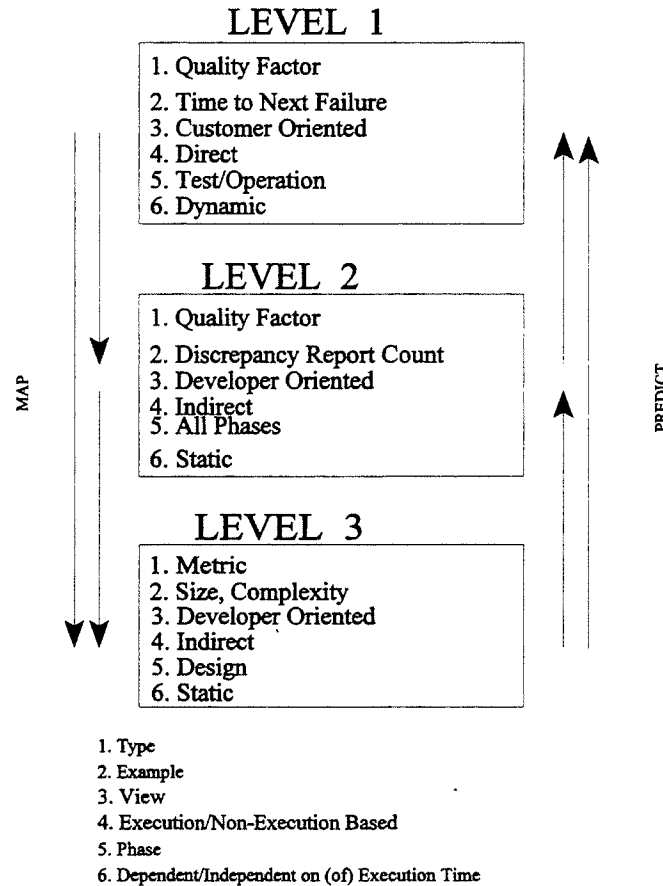 LEVEL 1
1. Quality Factor
2. Time to Next Failure
3. Customer Oriented
4. Direct
5. Test/Operation
6. Dynamic
LEVEL 2
1. Quality Factor
2. Discrepancy Report Count
3. Developer Oriented
4. Indirect
5. All Phases
6. Static
MAP
PREDICT
LEVEL 3
1. Metric
2. Size, Complexity
3. Developer Oriented
4. Indirect
5. Design
6. Static
1. Type
2. Example
3. View
4. Execution/Non-Execution Based
5. Phase
6. Dependent/Independent on (of) Execution Time